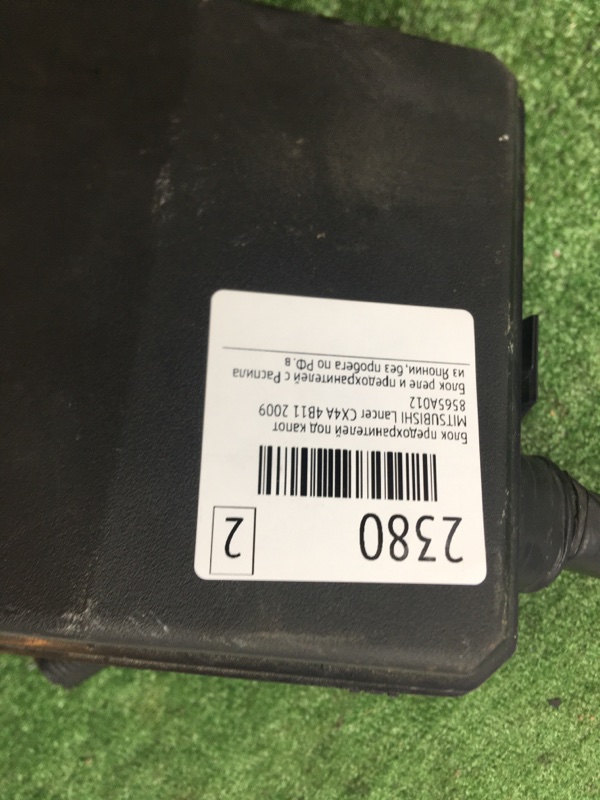 2380
2
Блок предохранителей под капот
MITSUBISHI Lancer CX4A 4B11 2009
8565A012
Блок реле и предохранителей с Распила
из Японии, без пробега по РФ. в